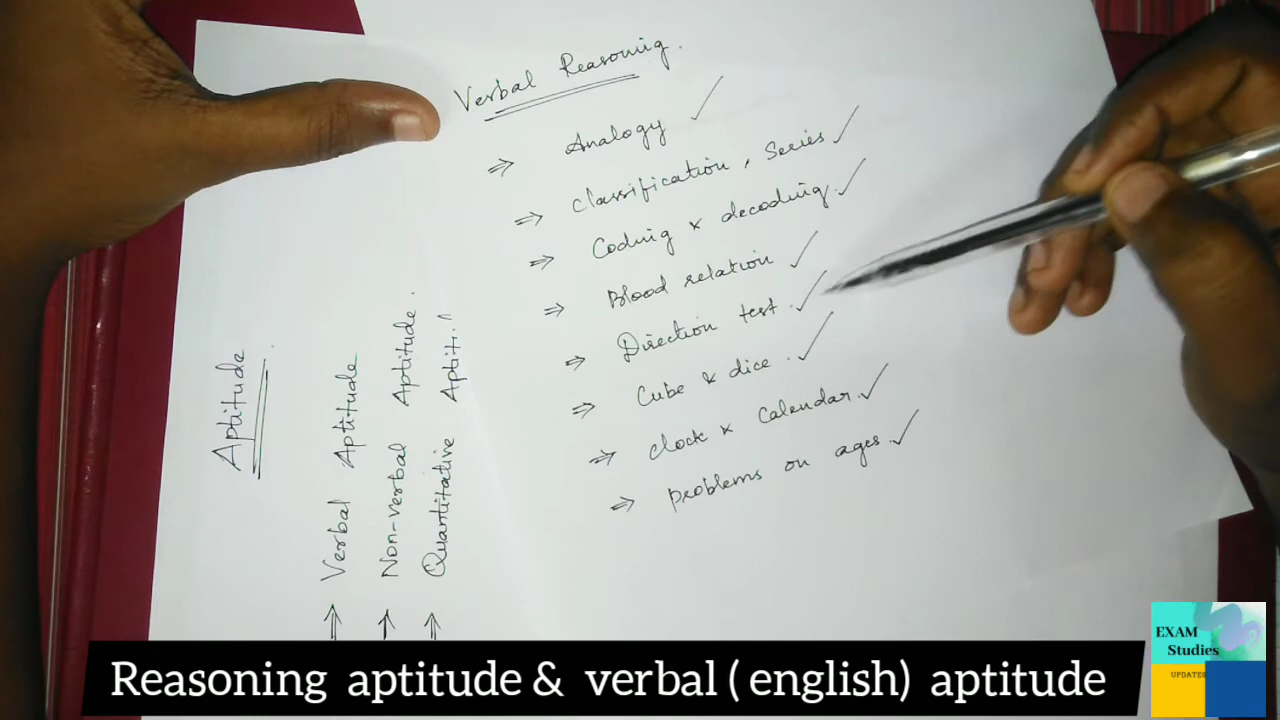 Verbal Reasoning.
⇒ Analogy ✓
⇒ Classification, Series ✓
⇒ Coding & decoding. ✓
⇒ Blood relation ✓
⇒ Direction test. ✓
⇒ Cube & dice. ✓
⇒ Clock & Calendar. ✓
⇒ Problems on ages. ✓
Aptitude.
⇒ Verbal Aptitude
⇒ Non-verbal Aptitude.
⇒ Quantitative Aptit
Reasoning aptitude & verbal ( english) aptitude
EXAM
Studies
UPDATES